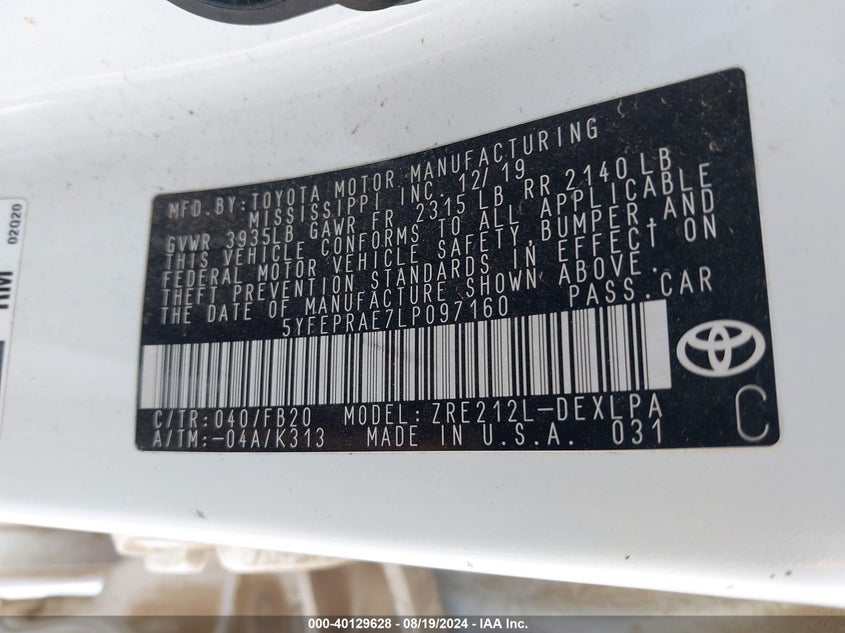 MFD.BY:TOYOTA MOTOR MANUFACTURING
MISSISSIPPI INC. 12/19
GVWR 3935LB GAWR FR 2315 LB RR 2140 LB
THIS VEHICLE CONFORMS TO ALL APPLICABLE
FEDERAL MOTOR VEHICLE SAFETY,BUMPER,AND
THEFT PREVENTION STANDARDS IN EFFECT ON
THE DATE OF MANUFACTURE SHOWN ABOVE.
5YFEPRAE7LP097160 PASS.CAR
C/TR:040/FB20 MODEL:ZRE212L-DEXLPA
A/TM:-04A/K313 MADE IN U.S.A. 031
C
RM
02020
000-40129628 - 08/19/2024 - IAA Inc.